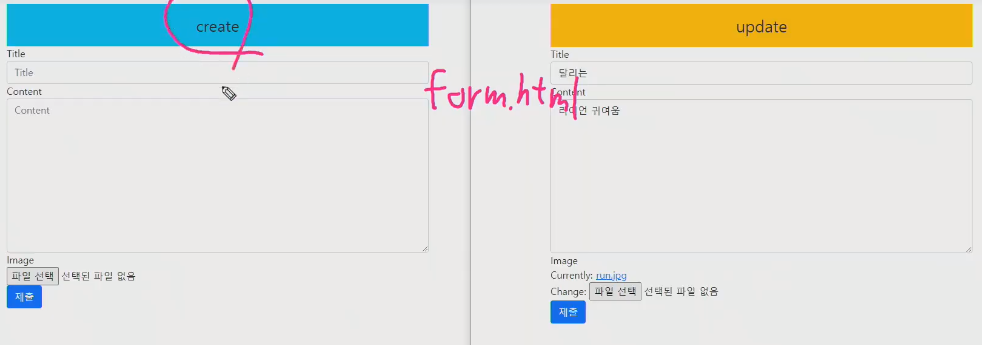 create
Title
Title
Content
Content
Image
파일 선택 선택된 파일 없음
제출
form.html
update
Title
달리는
Content
라이언 귀여움
Image
Currently: run.jpg
Change: 파일 선택 선택된 파일 없음
제출